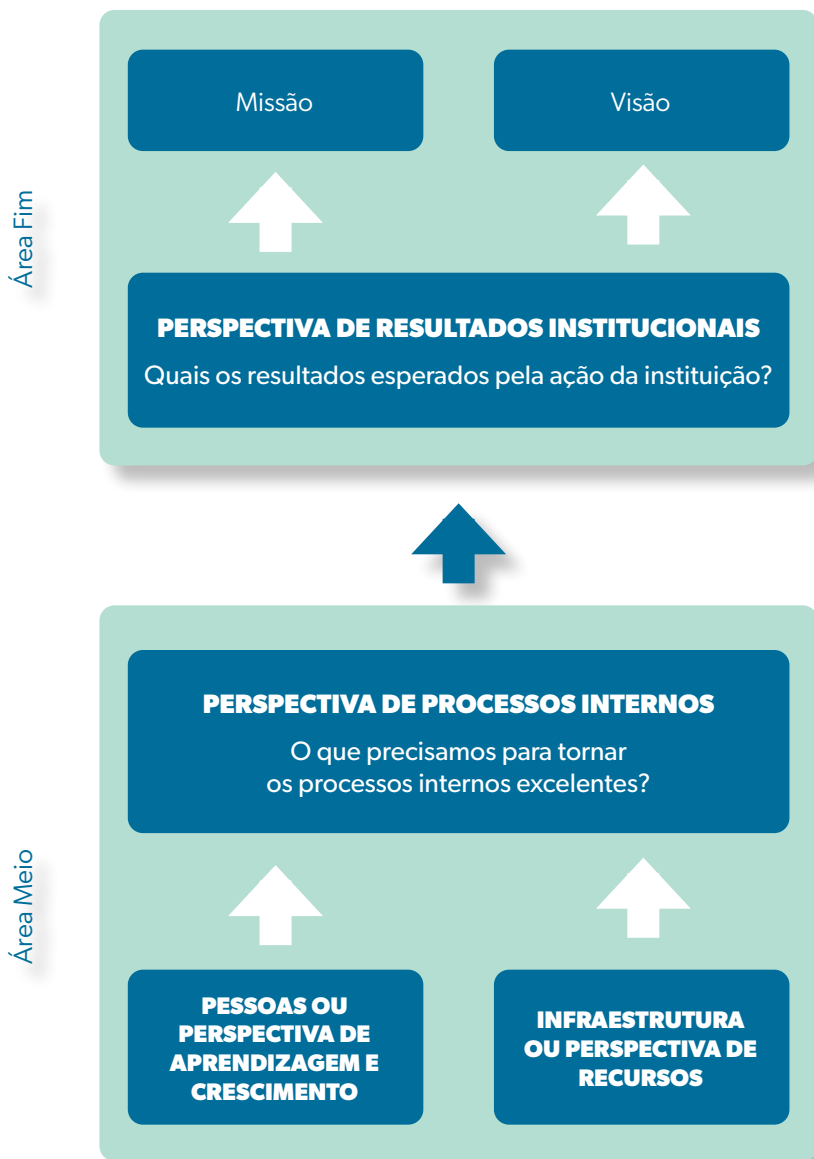 Área Fim
Missão
Visão
PERSPECTIVA DE RESULTADOS INSTITUCIONAIS
Quais os resultados esperados pela ação da instituição?
Área Meio
PERSPECTIVA DE PROCESSOS INTERNOS
O que precisamos para tornar
os processos internos excelentes?
PESSOAS OU
PERSPECTIVA DE
APRENDIZAGEM E
CRESCIMENTO
INFRAESTRUTURA
OU PERSPECTIVA DE
RECURSOS